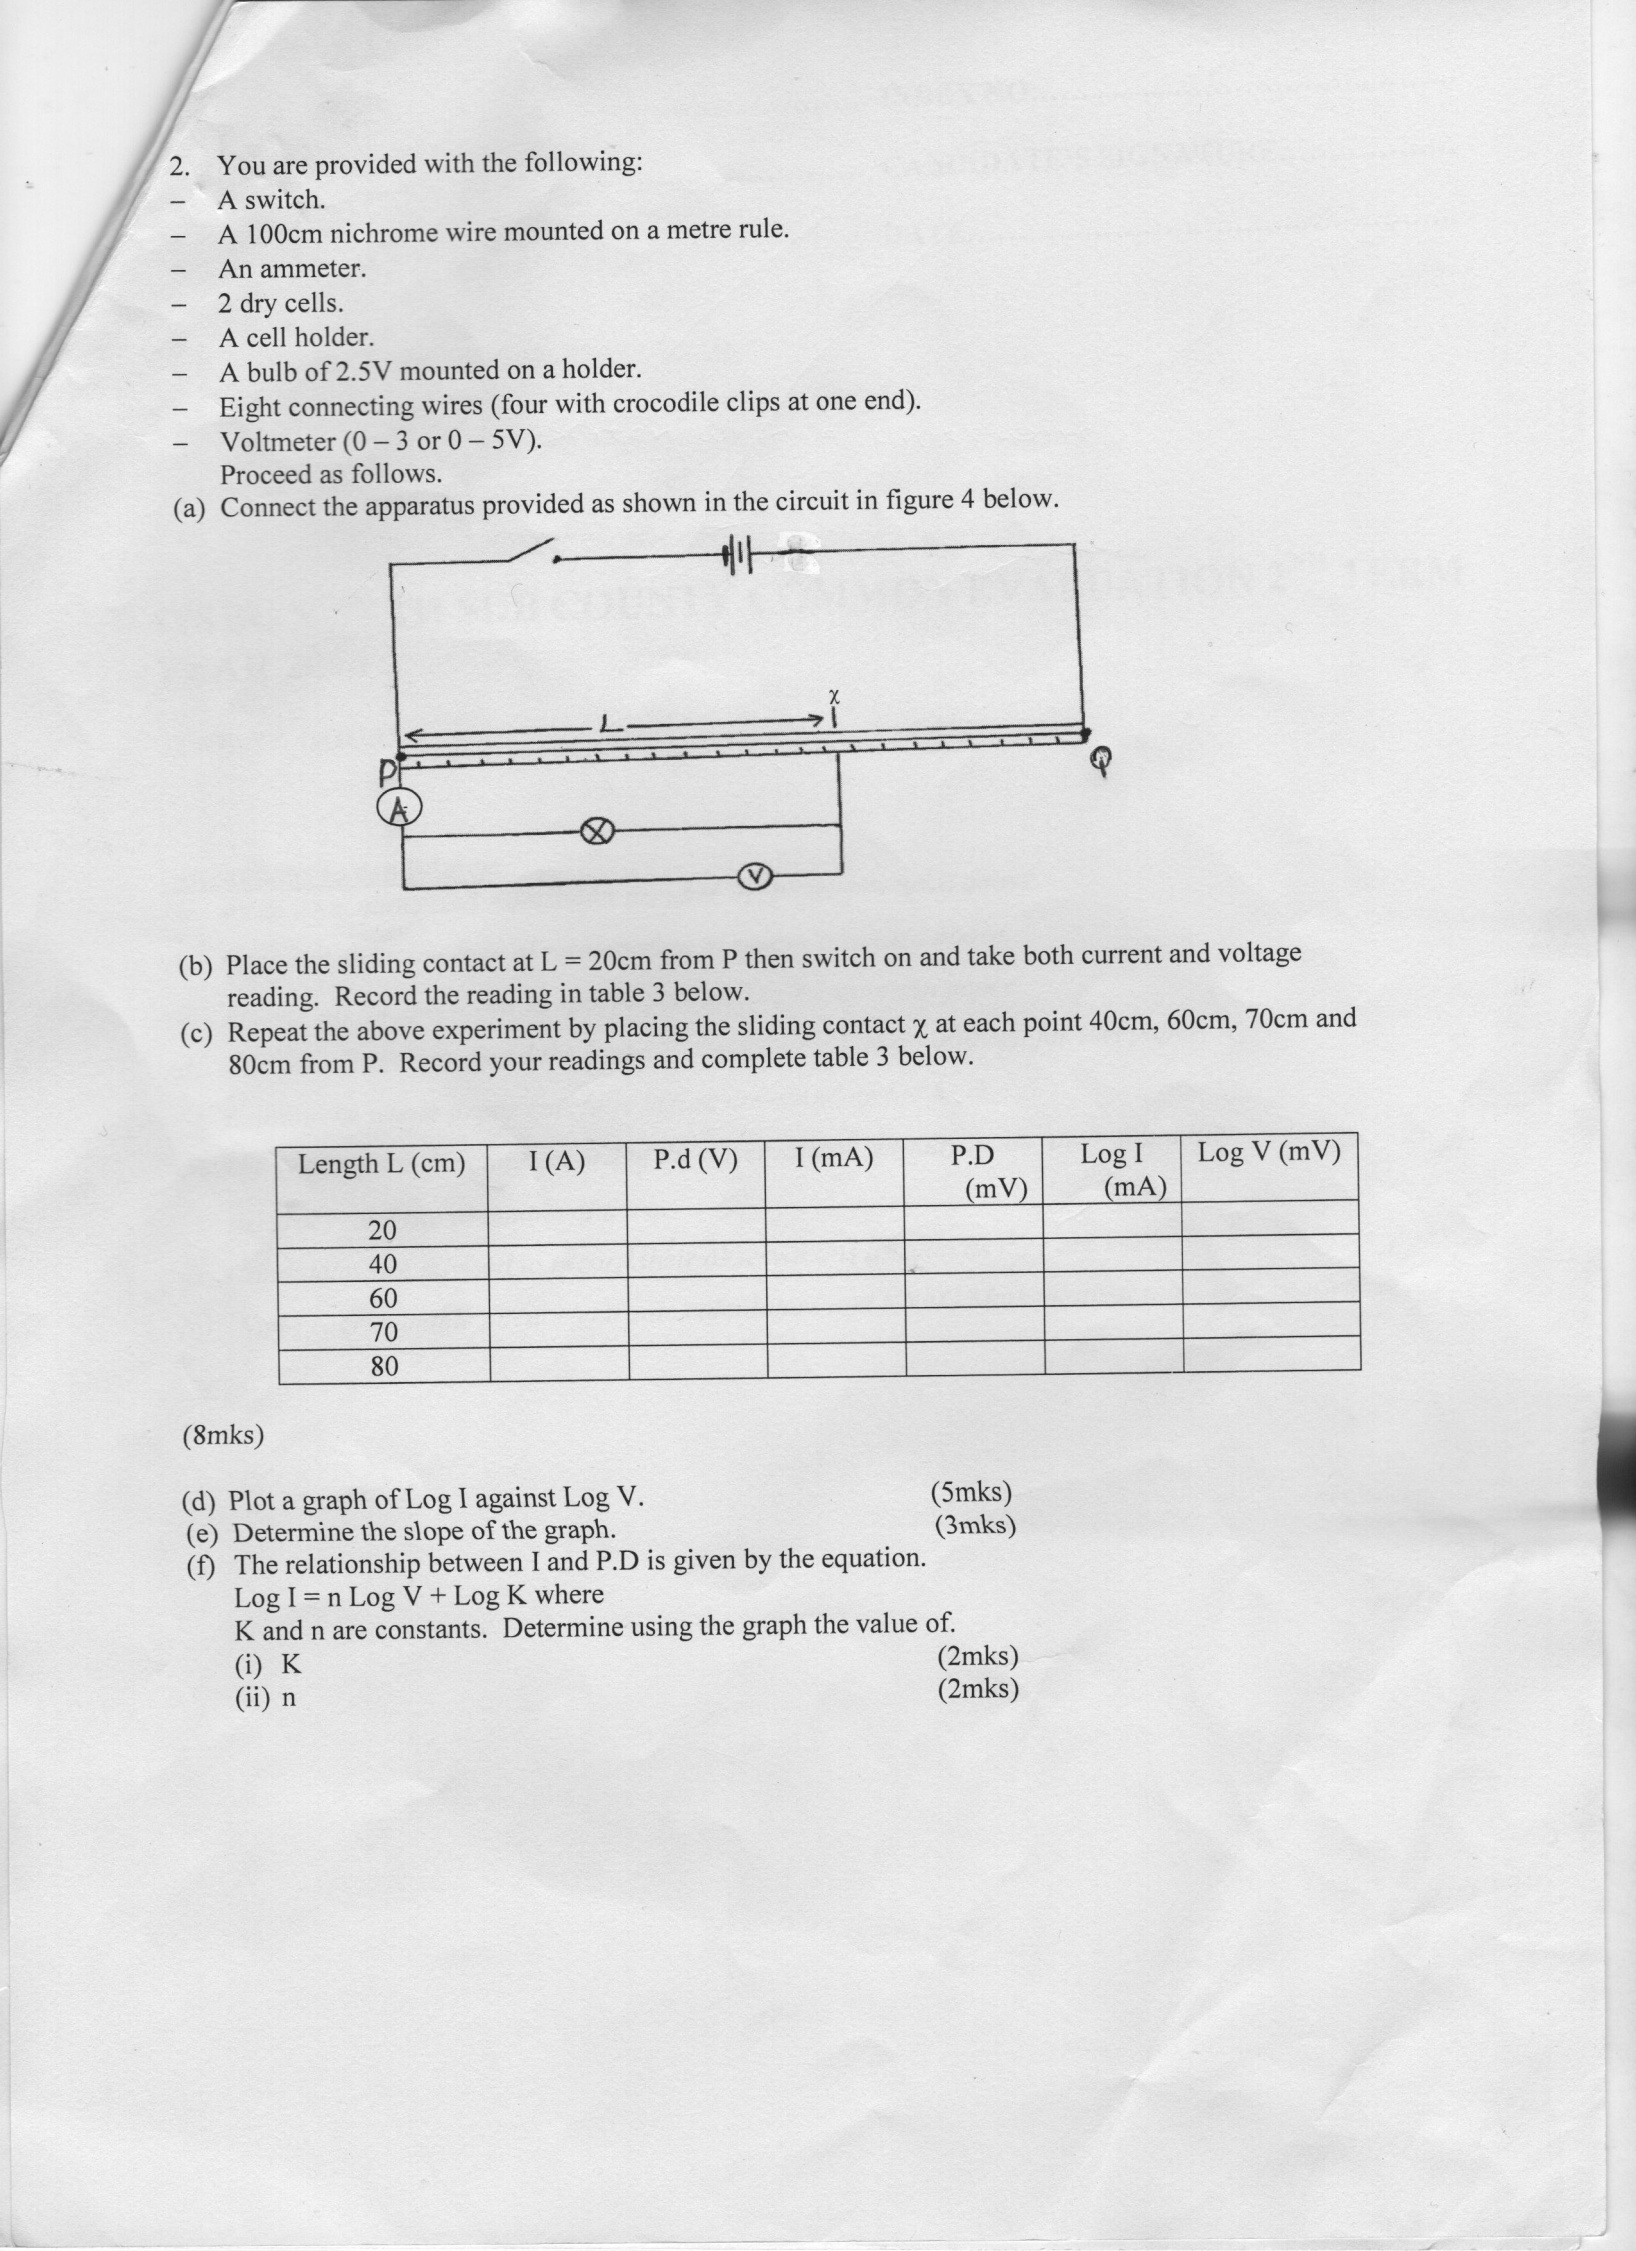 2. You are provided with the following:
– A switch.
– A 100cm nichrome wire mounted on a metre rule.
– An ammeter.
– 2 dry cells.
– A cell holder.
– A bulb of 2.5V mounted on a holder.
– Eight connecting wires (four with crocodile clips at one end).
– Voltmeter (0 – 3 or 0 – 5V).
Proceed as follows.
(a) Connect the apparatus provided as shown in the circuit in figure 4 below.
χ
L
P
Q
A
V
(b) Place the sliding contact at L = 20cm from P then switch on and take both current and voltage
reading. Record the reading in table 3 below.
(c) Repeat the above experiment by placing the sliding contact χ at each point 40cm, 60cm, 70cm and
80cm from P. Record your readings and complete table 3 below.
Length L (cm) I (A) P.d (V) I (mA) P.D Log I Log V (mV)
(mV) (mA)
20
40
60
70
80
(8mks)
(d) Plot a graph of Log I against Log V. (5mks)
(e) Determine the slope of the graph. (3mks)
(f) The relationship between I and P.D is given by the equation.
Log I = n Log V + Log K where
K and n are constants. Determine using the graph the value of.
(i) K (2mks)
(ii) n (2mks)